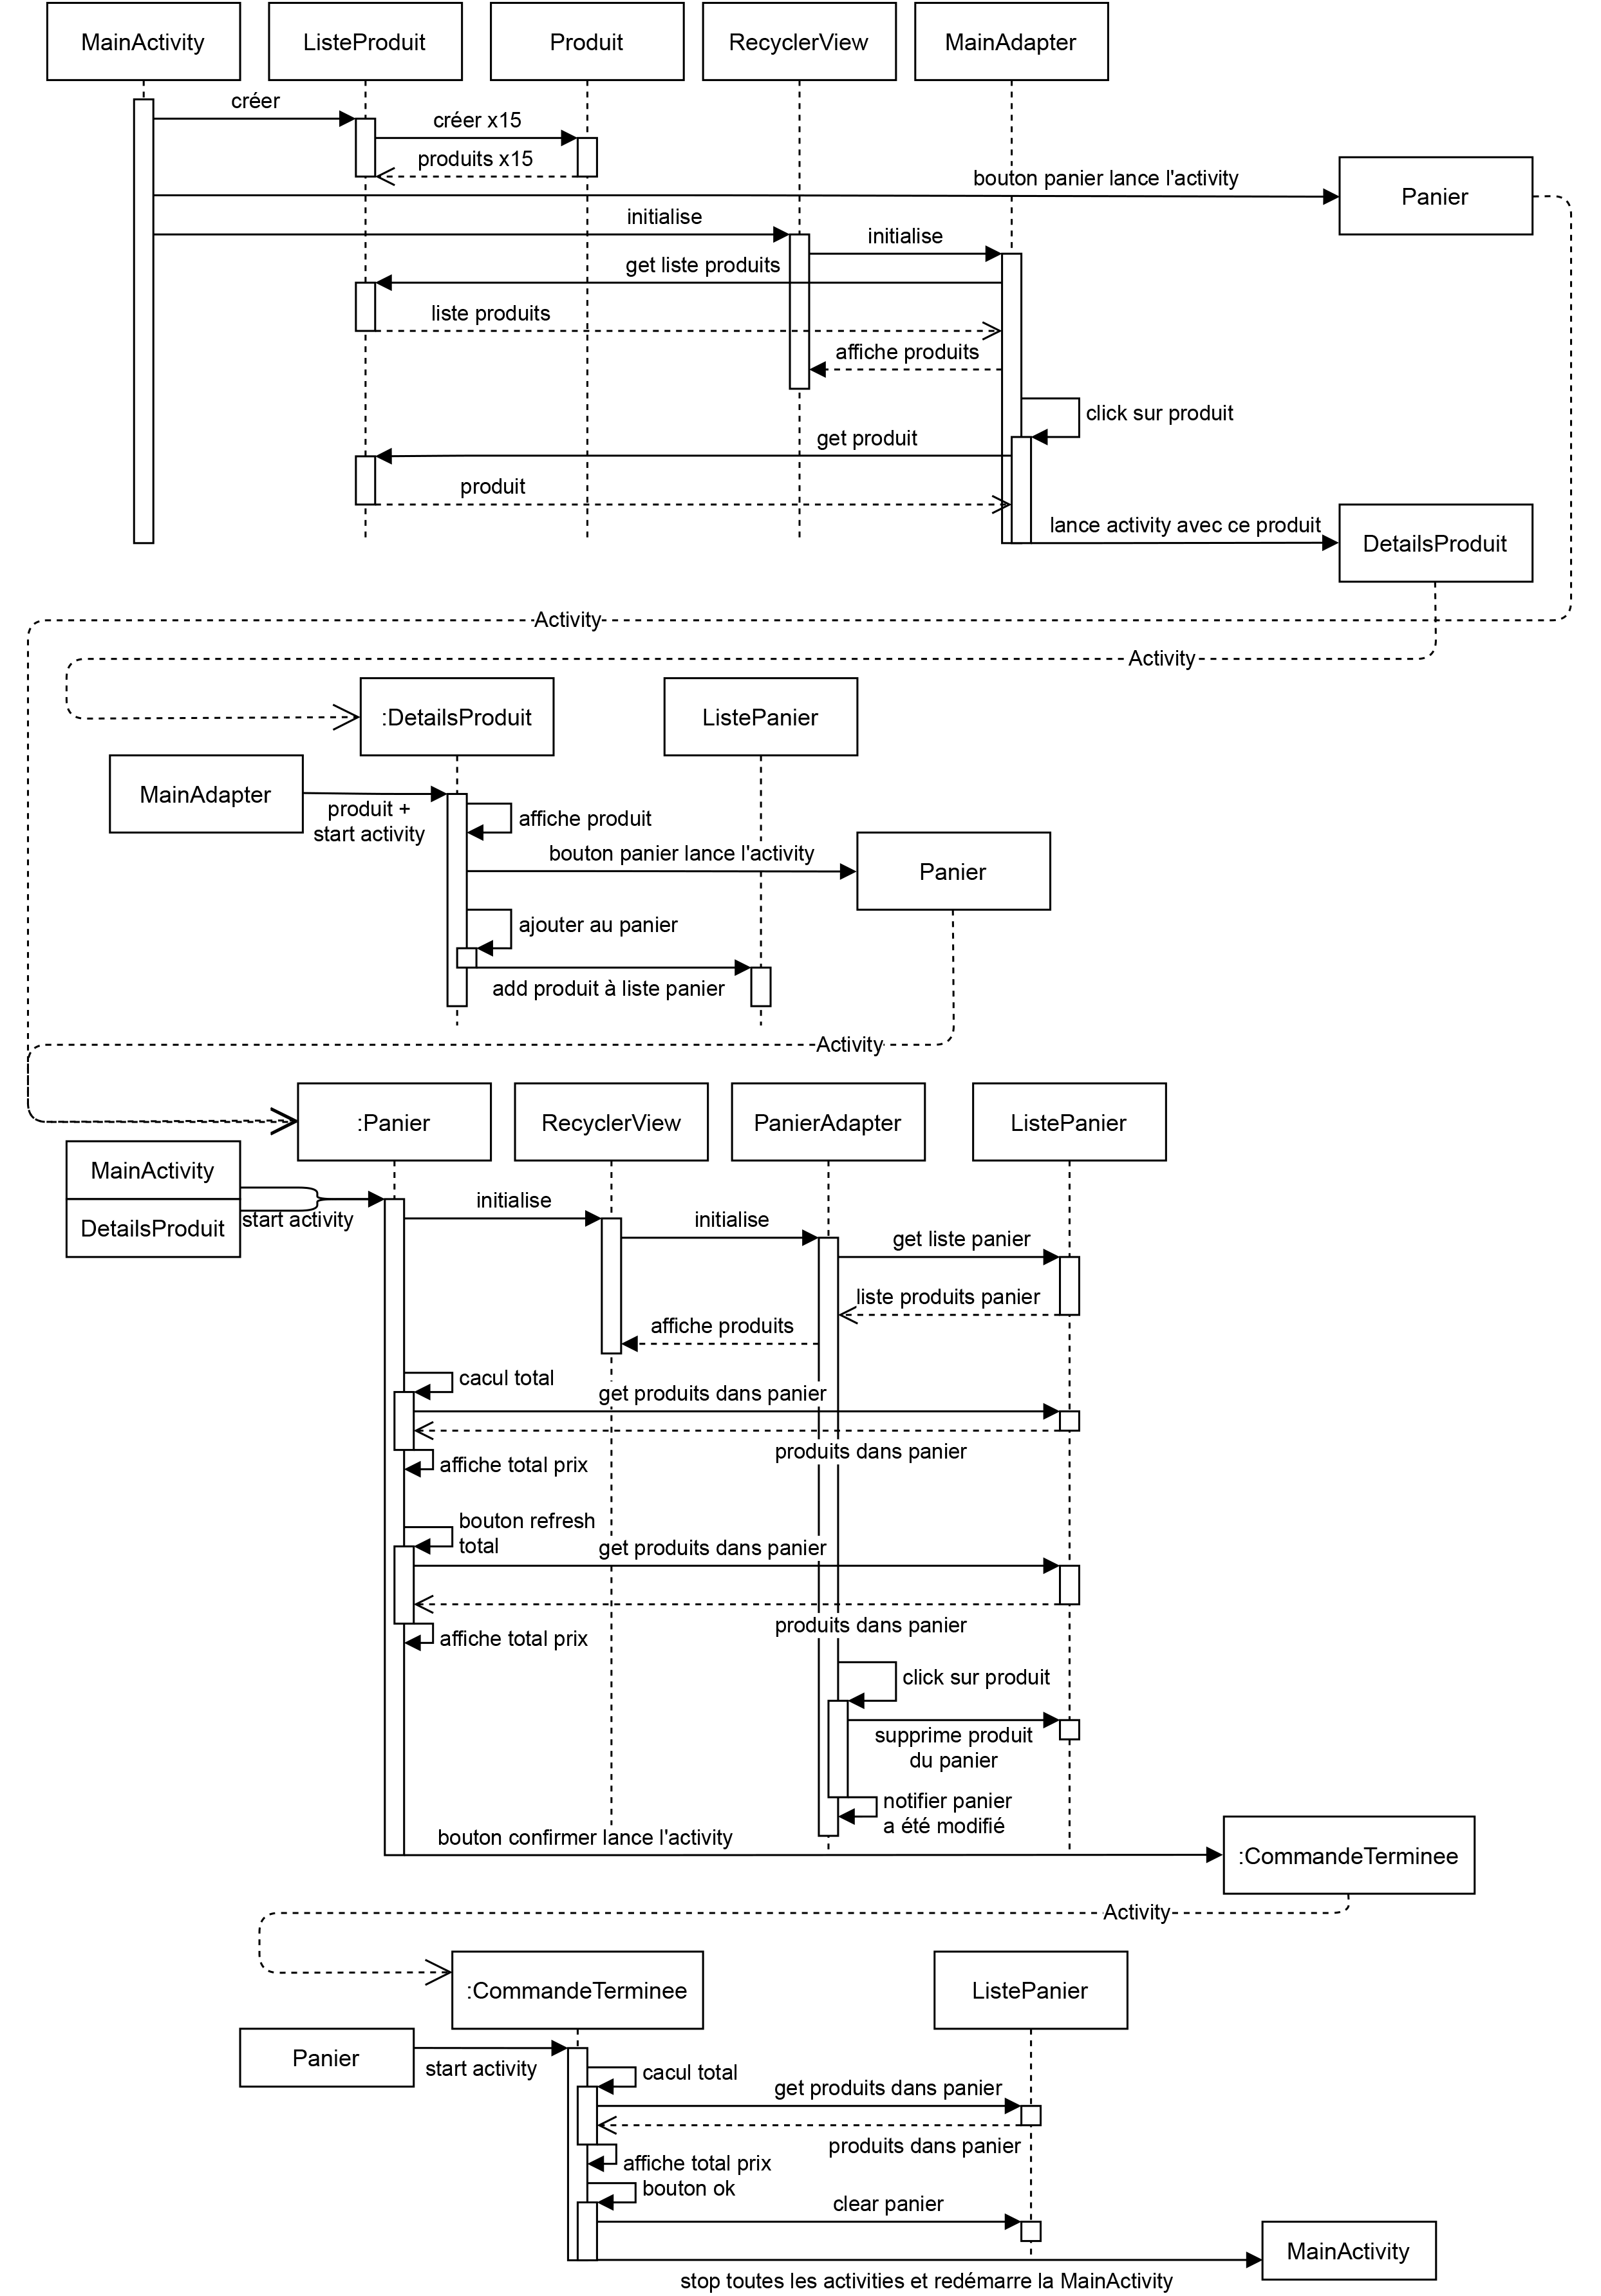 MainActivity
ListeProduit
Produit
RecyclerView
MainAdapter
créer
créer x15
produits x15
bouton panier lance l'activity
Panier
initialise
initialise
get liste produits
liste produits
affiche produits
click sur produit
get produit
produit
lance activity avec ce produit
DetailsProduit
Activity
Activity
:DetailsProduit
ListePanier
MainAdapter
produit +
start activity
affiche produit
bouton panier lance l'activity
Panier
ajouter au panier
add produit à liste panier
Activity
:Panier
RecyclerView
PanierAdapter
ListePanier
MainActivity
DetailsProduit
start activity
initialise
initialise
get liste panier
liste produits panier
affiche produits
cacul total
get produits dans panier
produits dans panier
affiche total prix
bouton refresh
total
get produits dans panier
produits dans panier
affiche total prix
click sur produit
supprime produit
du panier
notifier panier
a été modifié
bouton confirmer lance l'activity
:CommandeTerminee
Activity
:CommandeTerminee
ListePanier
Panier
start activity
cacul total
get produits dans panier
produits dans panier
affiche total prix
bouton ok
clear panier
MainActivity
stop toutes les activities et redémarre la MainActivity